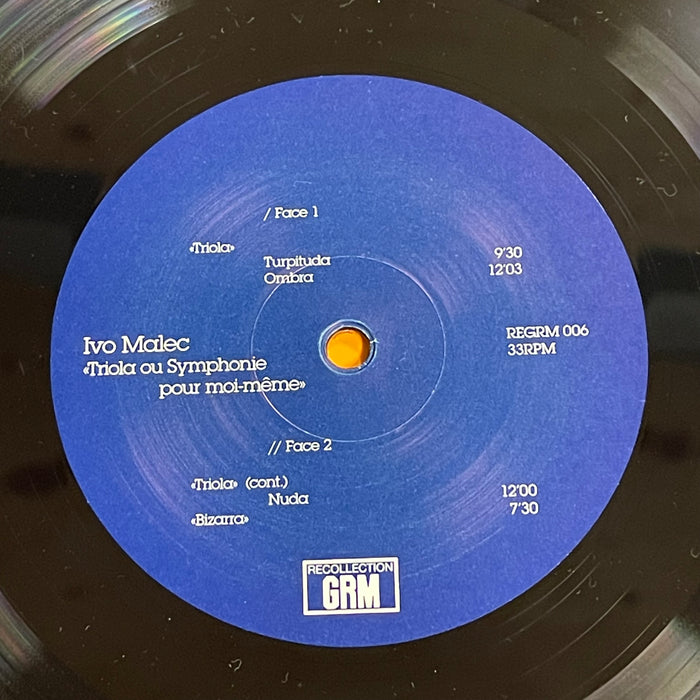 / Face 1
«Triola»
Turpituda 9'30
Ombra 12'03
Ivo Malec
«Triola ou Symphonie
pour moi-même»
REGRM 006
33RPM
// Face 2
«Triola» (cont.)
Nuda 12'00
«Bizarra» 7'30
RECOLLECTION
GRM